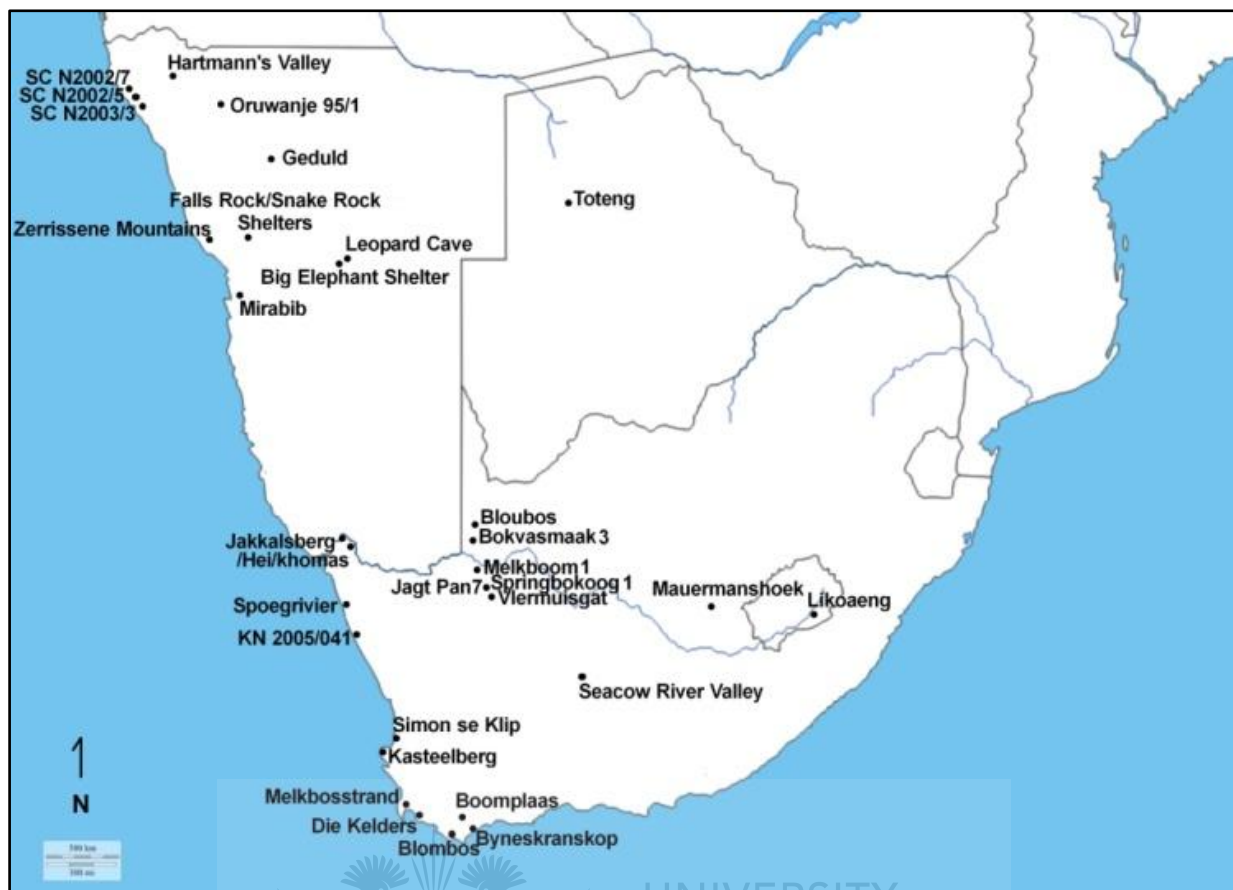 Hartmann's Valley
SC N2002/7
SC N2002/5
SC N2003/3
Oruwanje 95/1
Geduld
Falls Rock/Snake Rock
Shelters
Toteng
Zerrissene Mountains
Leopard Cave
Big Elephant Shelter
Mirabib
Bloubos
Bokvasmaak 3
Jakkalsberg
/Hei/khomas
Melkboom 1
Jagt Pan7
Springbokoog 1
Vlermuisgat
Mauermanshoek
Likoaeng
Spoegrivier
KN 2005/041
Seacow River Valley
Simon se Klip
Kasteelberg
N
Melkbosstrand
Boomplaas
Die Kelders
Byneskranskop
Blombos
UNIVERSITY